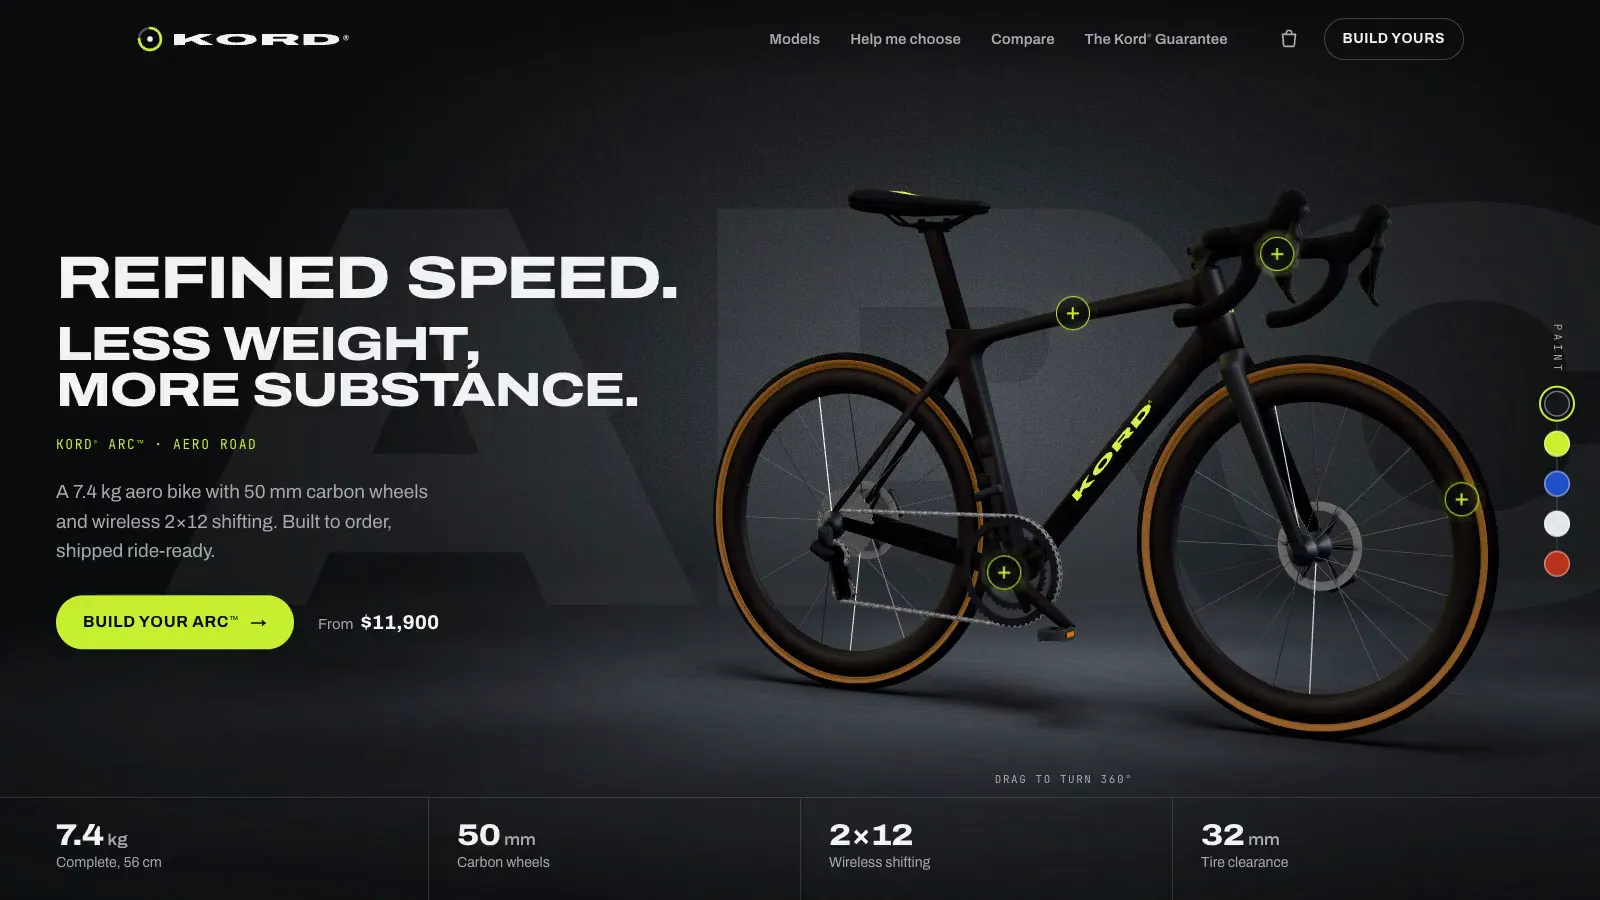 KORD®
Models
Help me choose
Compare
The Kord® Guarantee
BUILD YOURS
ARC
REFINED SPEED.
LESS WEIGHT,
MORE SUBSTANCE.
KORD® ARC™ · AERO ROAD
A 7.4 kg aero bike with 50 mm carbon wheels
and wireless 2×12 shifting. Built to order,
shipped ride-ready.
BUILD YOUR ARC™ →
From $11,900
KORD®
PAINT
DRAG TO TURN 360°
7.4 kg
Complete, 56 cm
50 mm
Carbon wheels
2×12
Wireless shifting
32 mm
Tire clearance